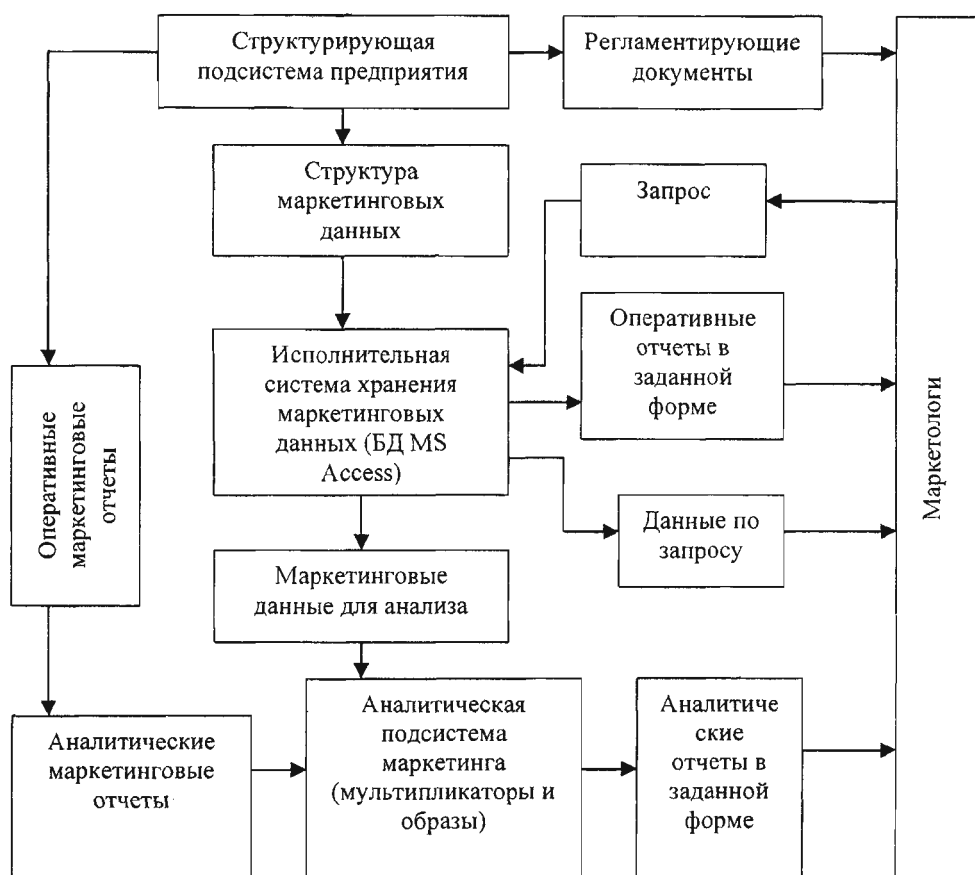 Структурирующая
подсистема предприятия
Регламентирующие
документы
Структура
маркетинговых
данных
Запрос
Исполнительная
система хранения
маркетинговых
данных (БД MS
Access)
Оперативные
отчеты в
заданной
форме
Оперативные
маркетинговые
отчеты
Данные по
запросу
Маркетологи
Маркетинговые
данные для анализа
Аналитические
маркетинговые
отчеты
Аналитическая
подсистема
маркетинга
(мультипликаторы и
образы)
Аналитиче
ские
отчеты в
заданной
форме